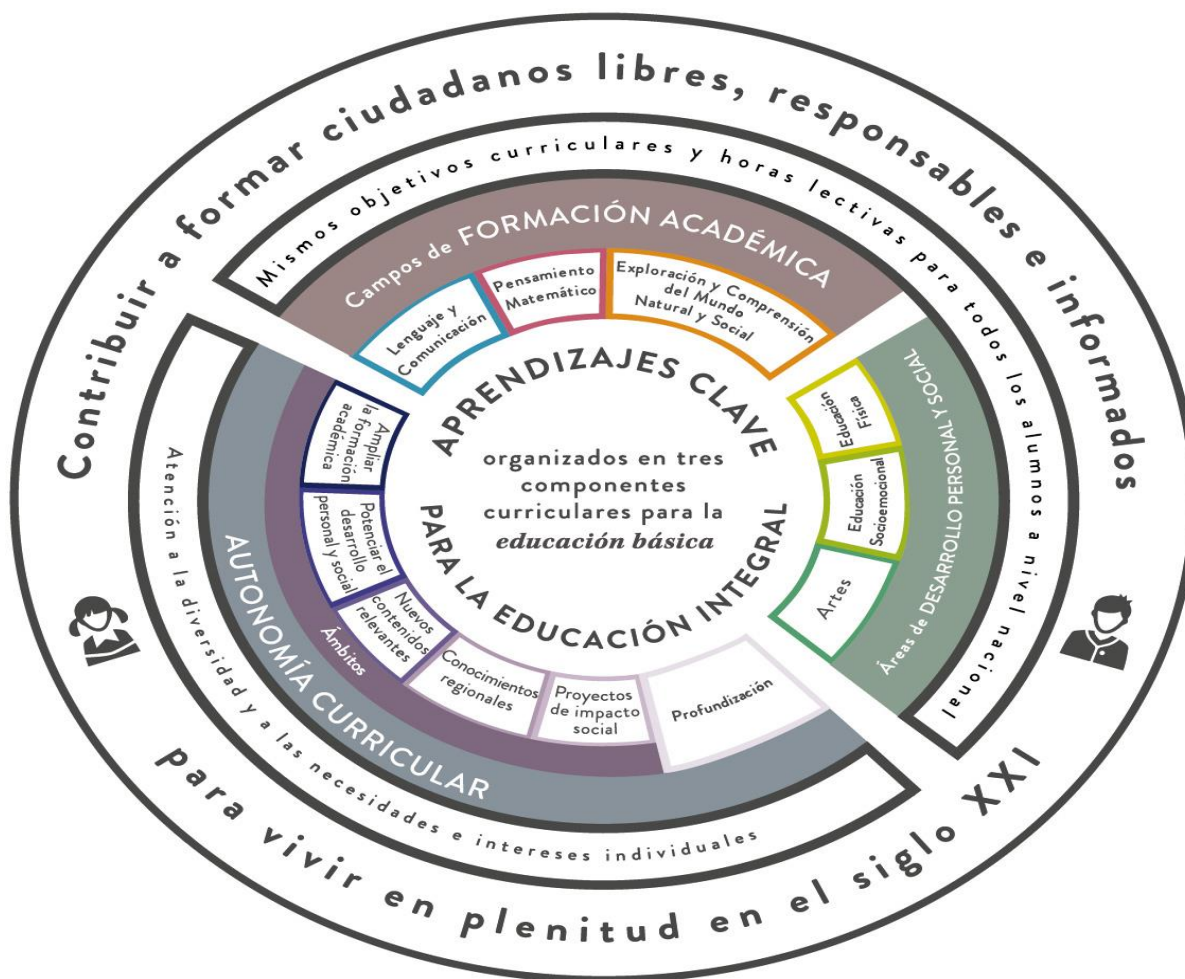 Contribuir a formar ciudadanos libres, responsables e informados
para vivir en plenitud en el siglo XXI
Mismos objetivos curriculares y horas lectivas para todos los alumnos a nivel nacional
Campos de FORMACIÓN ACADÉMICA
Lenguaje y
Comunicación
Pensamiento
Matemático
Exploración y Comprensión
del Mundo
Natural y Social
Áreas de DESARROLLO PERSONAL Y SOCIAL
Educación
Física
Educación
Socioemocional
Artes
APRENDIZAJES CLAVE
organizados en tres
componentes
curriculares para la
educación básica
PARA LA EDUCACIÓN INTEGRAL
Atención a la diversidad y a las necesidades e intereses individuales
AUTONOMÍA CURRICULAR
Ámbitos
Ampliar
la formación
académica
Potenciar el
desarrollo
personal y social
Nuevos
contenidos
relevantes
Conocimientos
regionales
Proyectos
de impacto
social
Profundización